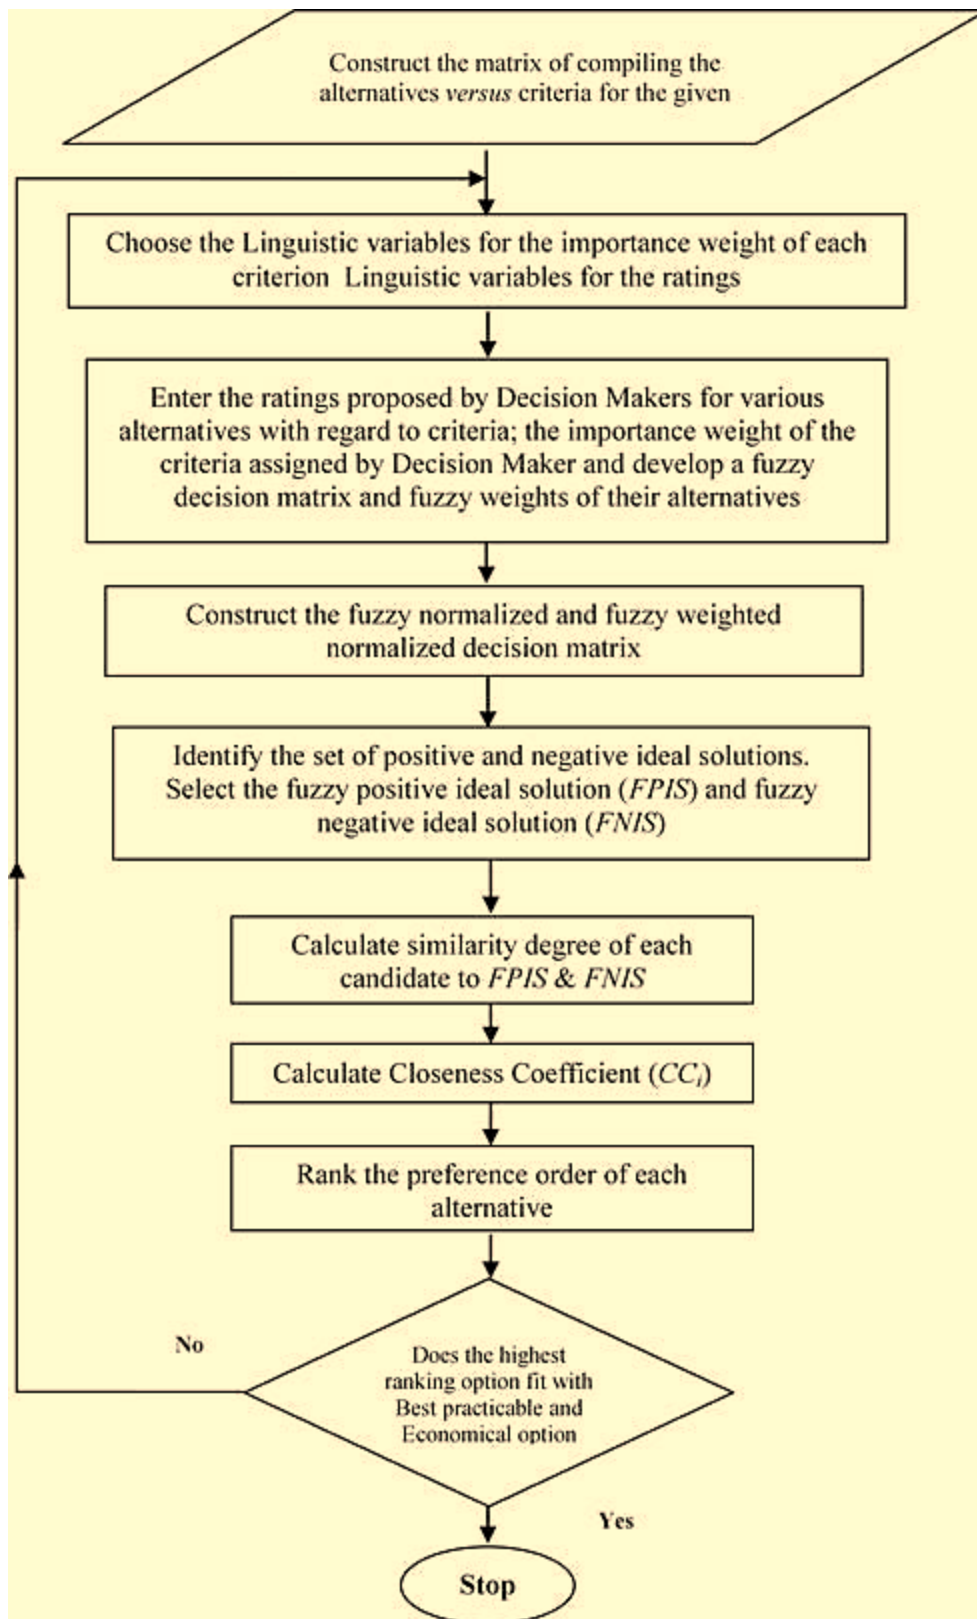 Construct the matrix of compiling the
alternatives versus criteria for the given
Choose the Linguistic variables for the importance weight of each
criterion Linguistic variables for the ratings
Enter the ratings proposed by Decision Makers for various
alternatives with regard to criteria; the importance weight of the
criteria assigned by Decision Maker and develop a fuzzy
decision matrix and fuzzy weights of their alternatives
Construct the fuzzy normalized and fuzzy weighted
normalized decision matrix
Identify the set of positive and negative ideal solutions.
Select the fuzzy positive ideal solution (FPIS) and fuzzy
negative ideal solution (FNIS)
Calculate similarity degree of each
candidate to FPIS & FNIS
Calculate Closeness Coefficient (CCi)
Rank the preference order of each
alternative
No
Does the highest
ranking option fit with
Best practicable and
Economical option
Yes
Stop